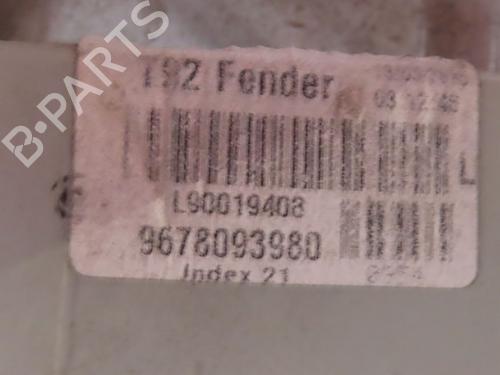 B-PARTS
T92 Fender
03 12:46
L
L90019408
9678093980
Index 21